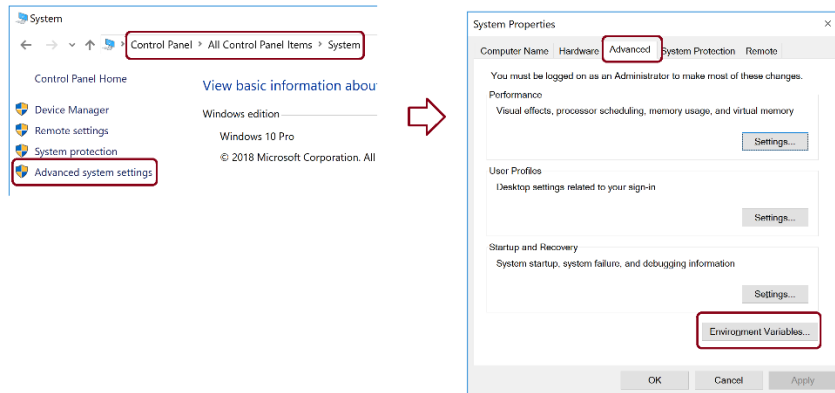 System
Control Panel > All Control Panel Items > System
Control Panel Home
Device Manager
Remote settings
System protection
Advanced system settings
View basic information abou
Windows edition
Windows 10 Pro
© 2018 Microsoft Corporation. All
System Properties
Computer Name Hardware Advanced System Protection Remote
You must be logged on as an Administrator to make most of these changes.
Performance
Visual effects, processor scheduling, memory usage, and virtual memory
Settings...
User Profiles
Desktop settings related to your sign-in
Settings...
Startup and Recovery
System startup, system failure, and debugging information
Settings...
Environment Variables...
OK Cancel Apply